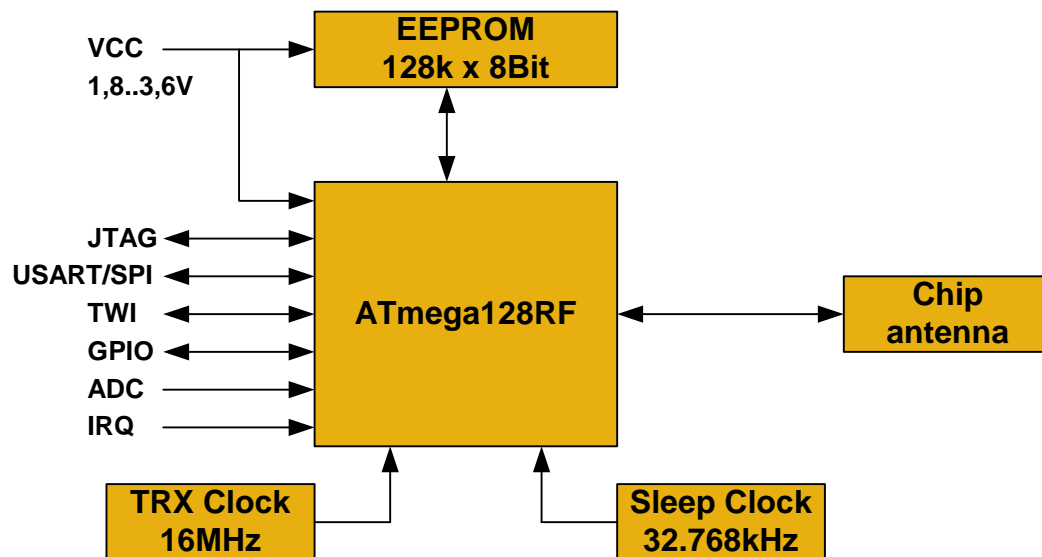 VCC
1,8..3,6V
EEPROM
128k x 8Bit
JTAG
USART/SPI
TWI
GPIO
ADC
IRQ
ATmega128RF
Chip
antenna
TRX Clock
16MHz
Sleep Clock
32.768kHz